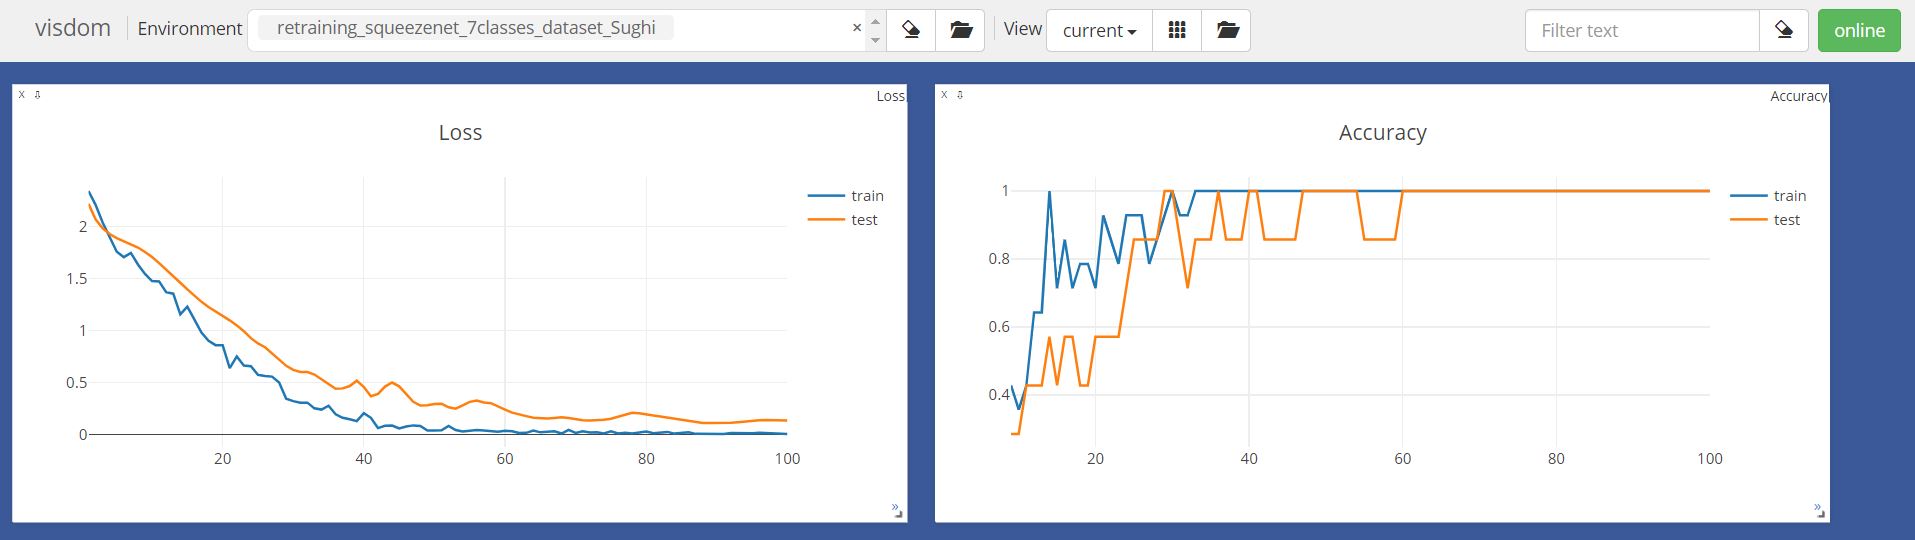 visdom Environment retraining_squeezenet_7classes_dataset_Sughi × View current Filter text online
X Loss
Loss
2
1.5
1
0.5
0
20 40 60 80 100
train
test
»
X Accuracy
Accuracy
1
0.8
0.6
0.4
20 40 60 80 100
train
test
»